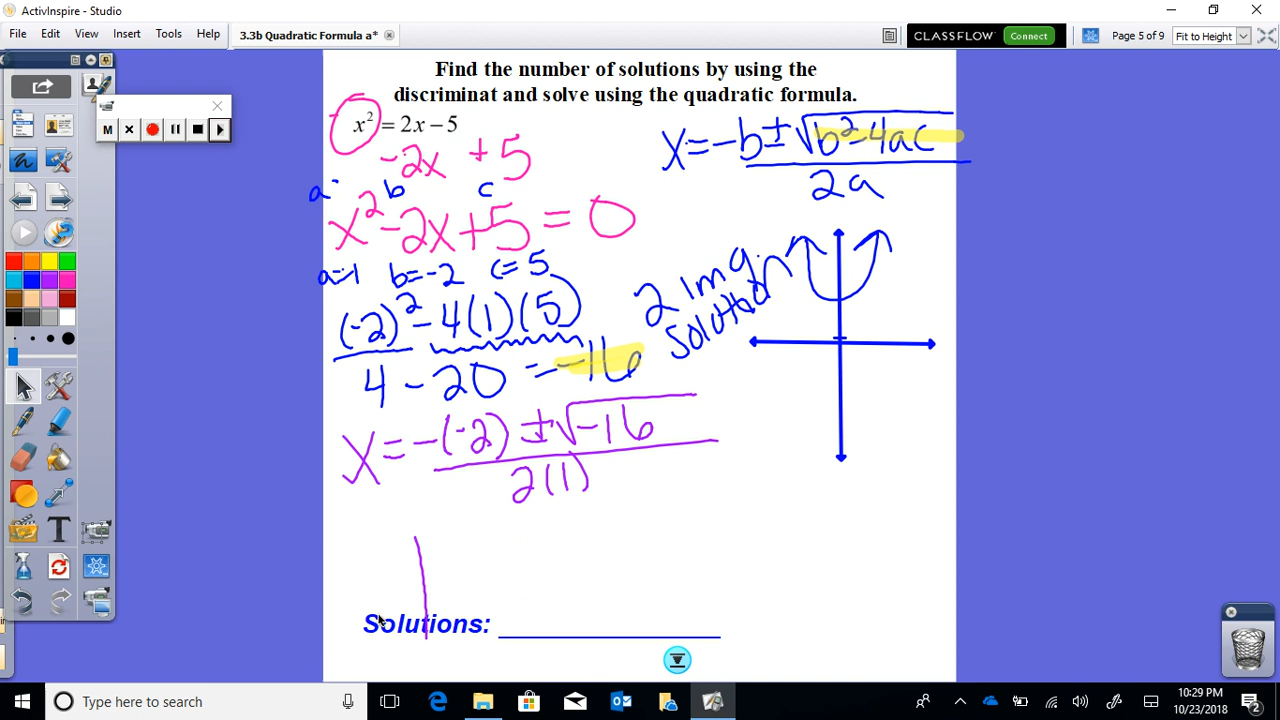 ActivInspire - Studio
File Edit View Insert Tools Help
3.3b Quadratic Formula a*
CLASSFLOW Connect
Page 5 of 9
Fit to Height
M
Find the number of solutions by using the
discriminat and solve using the quadratic formula.
x² = 2x − 5
-2x +5
a b c
x² - 2x + 5 = 0
a=1 b=-2 c=5
(-2)² - 4(1)(5)
4 - 20 = -16
x = -(-2) ± √-16
2(1)
x = -b ± √b²-4ac
2a
2 imagin
solution
Solutions: ____________________
T
Type here to search
10:29 PM
10/23/2018
2